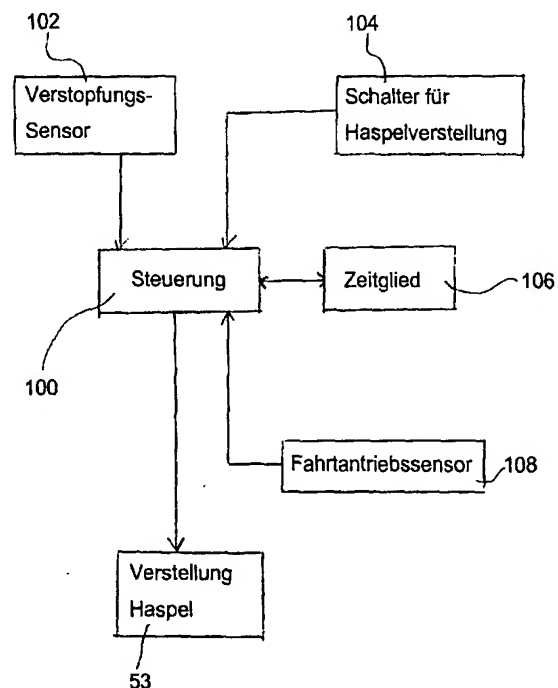 102
Verstopfungs-
Sensor
104
Schalter für
Haspelverstellung
Steuerung
100
Zeitglied
106
Fahrtantriebssensor
108
Verstellung
Haspel
53